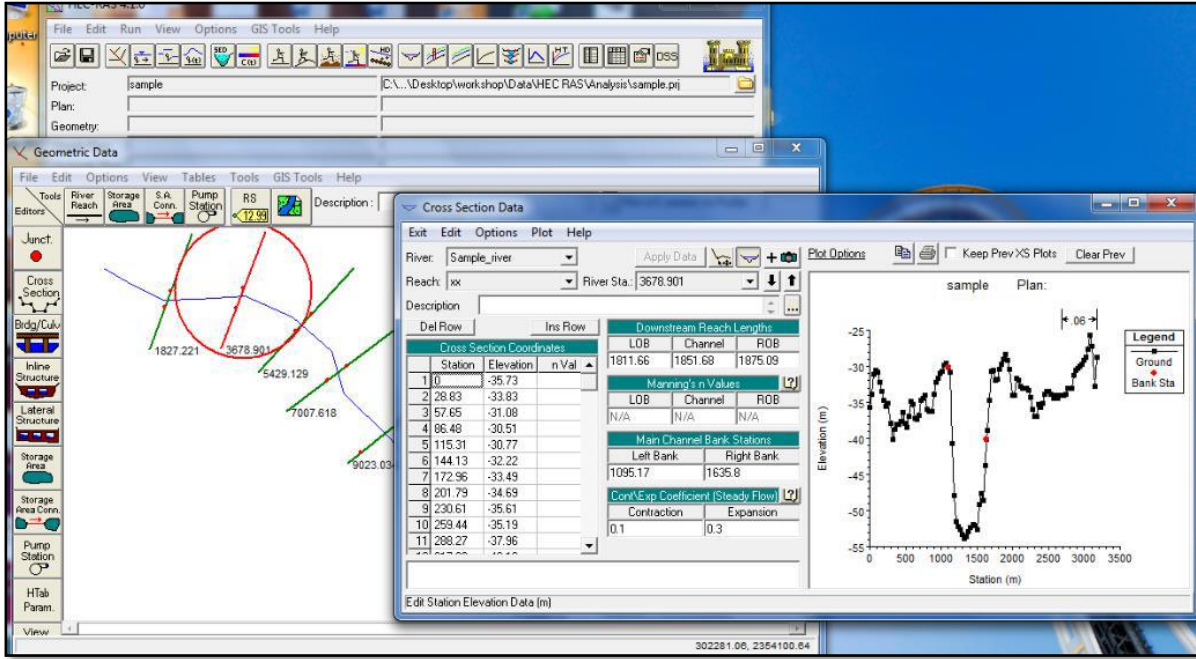 HEC-RAS 4.1.0
File Edit Run View Options GIS Tools Help
DSS
Project: sample C:\...\Desktop\workshop\Data\HEC RAS\Analysis\sample.prj
Plan:
Geometry:
Geometric Data
File Edit Options View Tables Tools GIS Tools Help
Tools
Editors
River Reach
Storage Area
S.A. Conn.
Pump Station
RS
12.99
Description :
Junct.
Cross Section
Brdg/Culv
Inline Structure
Lateral Structure
Storage Area
Storage Area Conn.
Pump Station
HTab Param.
View
1827.221
3678.901
5429.129
7007.618
302281.06, 2354100.64
Cross Section Data
Exit Edit Options Plot Help
River: Sample_river Apply Data
Reach: xx River Sta.: 3678.901
Description
Del Row Ins Row
Cross Section Coordinates
Station Elevation n Val
1 0 -35.73
2 28.83 -33.83
3 57.65 -31.08
4 86.48 -30.51
5 115.31 -30.77
6 144.13 -32.22
7 172.96 -33.49
8 201.79 -34.69
9 230.61 -35.61
10 259.44 -35.19
11 288.27 -37.96
Downstream Reach Lengths
LOB Channel ROB
1811.66 1851.68 1875.09
Manning's n Values
LOB Channel ROB
N/A N/A N/A
Main Channel Bank Stations
Left Bank Right Bank
1095.17 1635.8
Cont\Exp Coefficient (Steady Flow)
Contraction Expansion
0.1 0.3
Edit Station Elevation Data (m)
Plot Options Keep Prev XS Plots Clear Prev
sample Plan:
.06
Legend
Ground
Bank Sta
-25
-30
-35
-40
-45
-50
-55
Elevation (m)
0 500 1000 1500 2000 2500 3000 3500
Station (m)